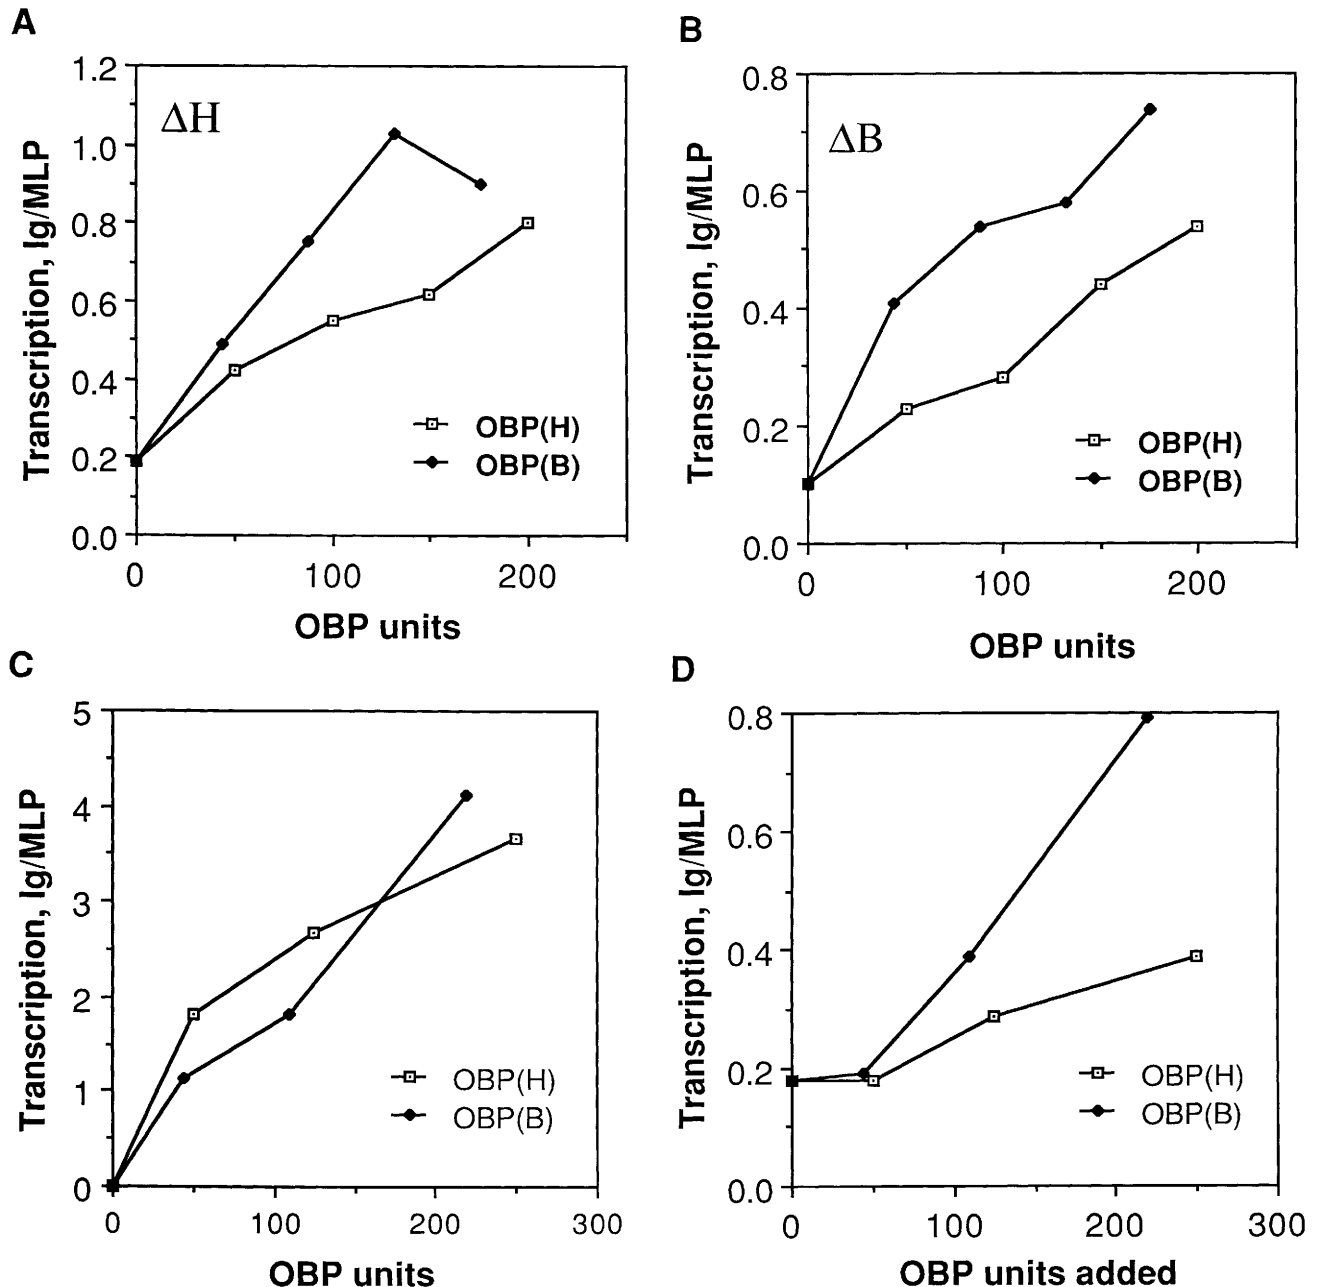 A
Transcription, Ig/MLP
1.2
1.0
0.8
0.6
0.4
0.2
0.0
ΔH
OBP(H)
OBP(B)
0
100
200
OBP units
B
Transcription, Ig/MLP
0.8
0.6
0.4
0.2
0.0
ΔB
OBP(H)
OBP(B)
0
100
200
OBP units
C
Transcription, Ig/MLP
5
4
3
2
1
0
OBP(H)
OBP(B)
0
100
200
300
OBP units
D
Transcription, Ig/MLP
0.8
0.6
0.4
0.2
0.0
OBP(H)
OBP(B)
0
100
200
300
OBP units added